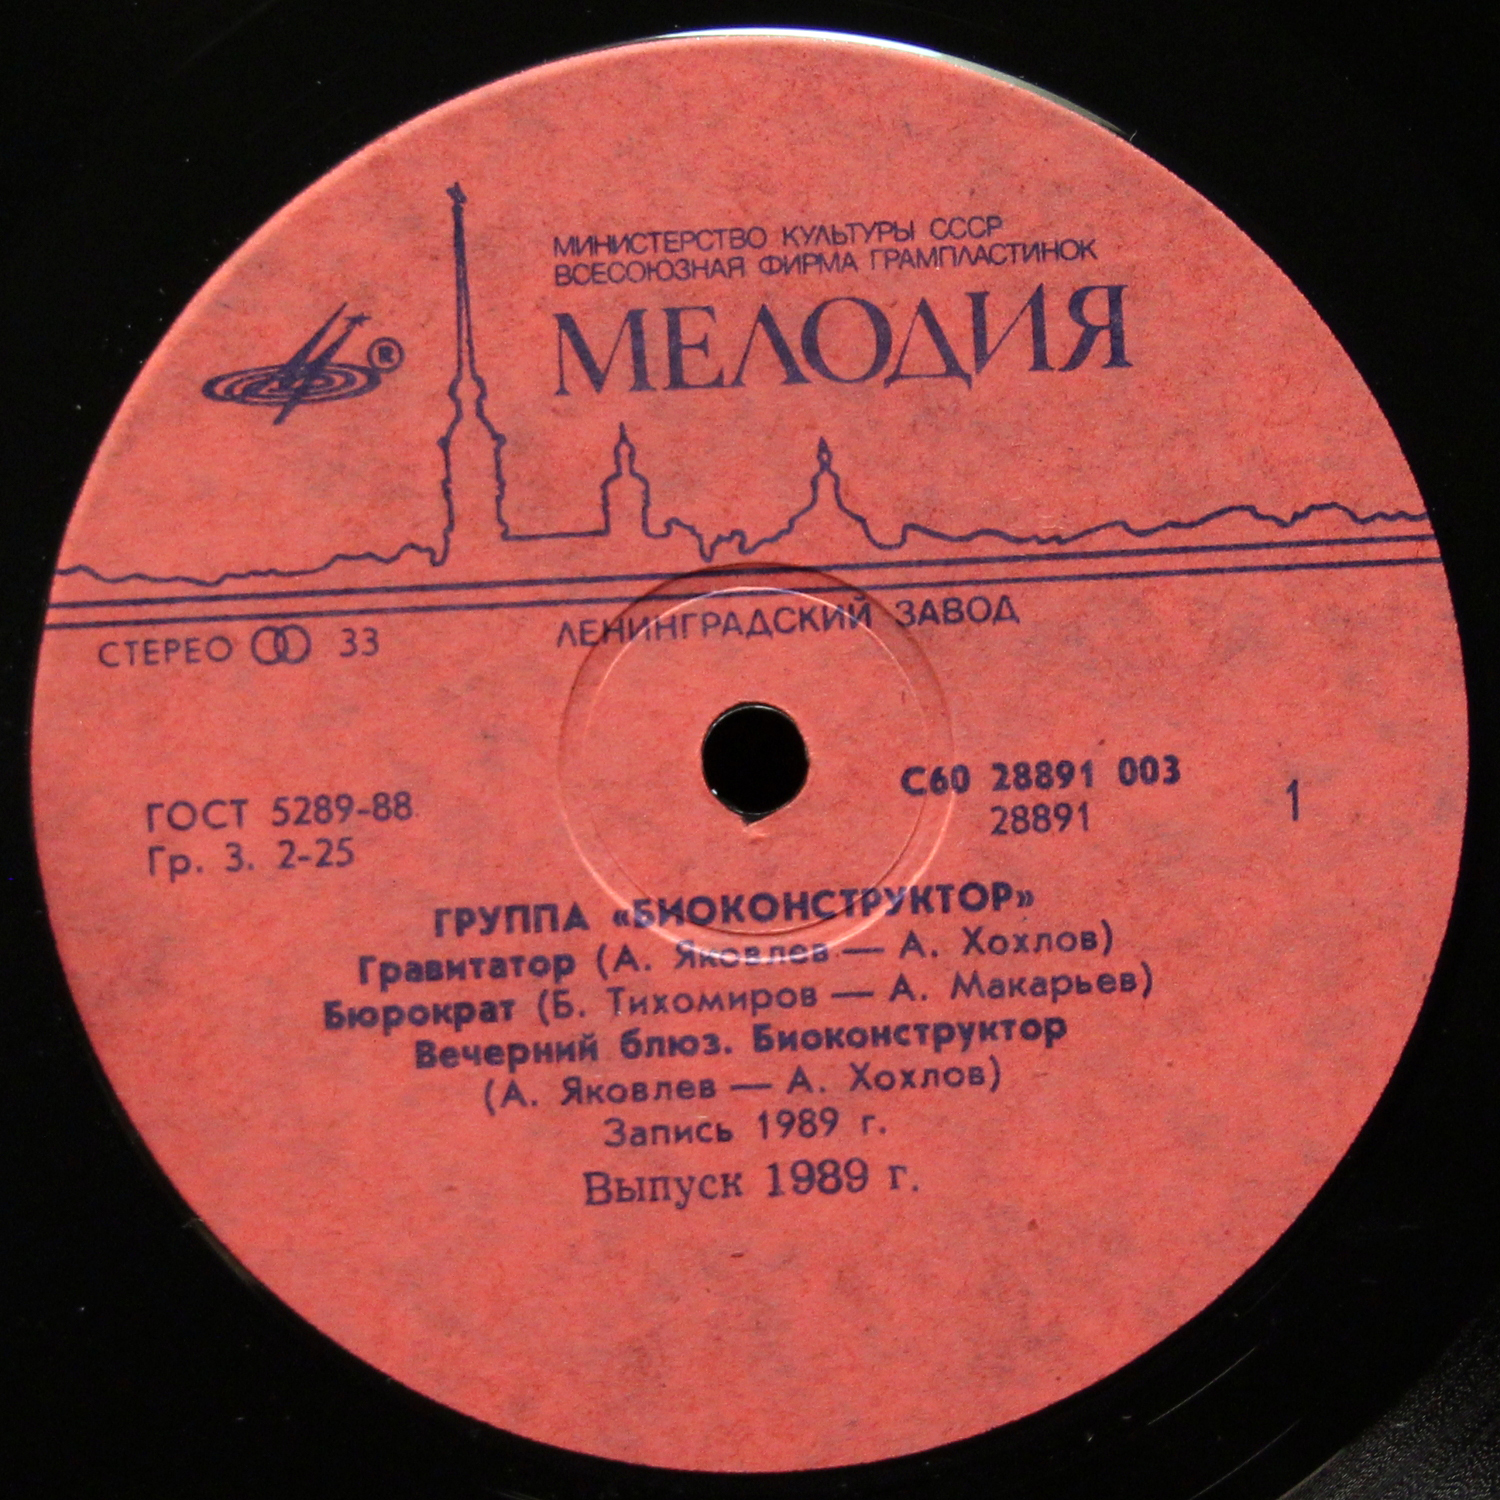 МИНИСТЕРСТВО КУЛЬТУРЫ СССР
ВСЕСОЮЗНАЯ ФИРМА ГРАМПЛАСТИНОК
МЕЛОДИЯ
®
ЛЕНИНГРАДСКИЙ ЗАВОД
СТЕРЕО 33
ГОСТ 5289-88
Гр. 3. 2-25
С60 28891 003
28891
1
ГРУППА «БИОКОНСТРУКТОР»
Гравитатор (А. Яковлев — А. Хохлов)
Бюрократ (Б. Тихомиров — А. Макарьев)
Вечерний блюз. Биоконструктор
(А. Яковлев — А. Хохлов)
Запись 1989 г.
Выпуск 1989 г.